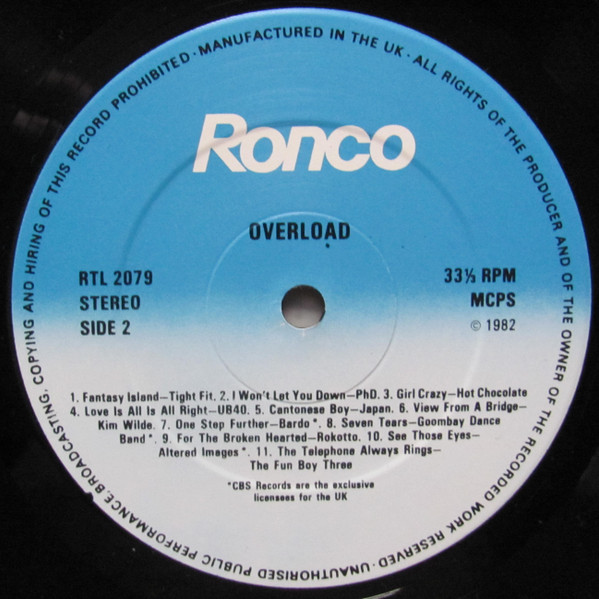 Ronco
OVERLOAD
RTL 2079
STEREO
SIDE 2
33⅓ RPM
MCPS
© 1982
1. Fantasy Island—Tight Fit. 2. I Won't Let You Down—PhD. 3. Girl Crazy—Hot Chocolate
4. Love Is All Is All Right—UB40. 5. Cantonese Boy—Japan. 6. View From A Bridge—
Kim Wilde. 7. One Step Further—Bardo*. 8. Seven Tears—Goombay Dance
Band*. 9. For The Broken Hearted—Rokotto. 10. See Those Eyes—
Altered Images*. 11. The Telephone Always Rings—
The Fun Boy Three
*CBS Records are the exclusive
licensees for the UK
MANUFACTURED IN THE UK · ALL RIGHTS OF THE PRODUCER AND OF THE OWNER OF THE RECORDED WORK RESERVED · UNAUTHORISED PUBLIC PERFORMANCE, BROADCASTING, COPYING AND HIRING OF THIS RECORD PROHIBITED ·